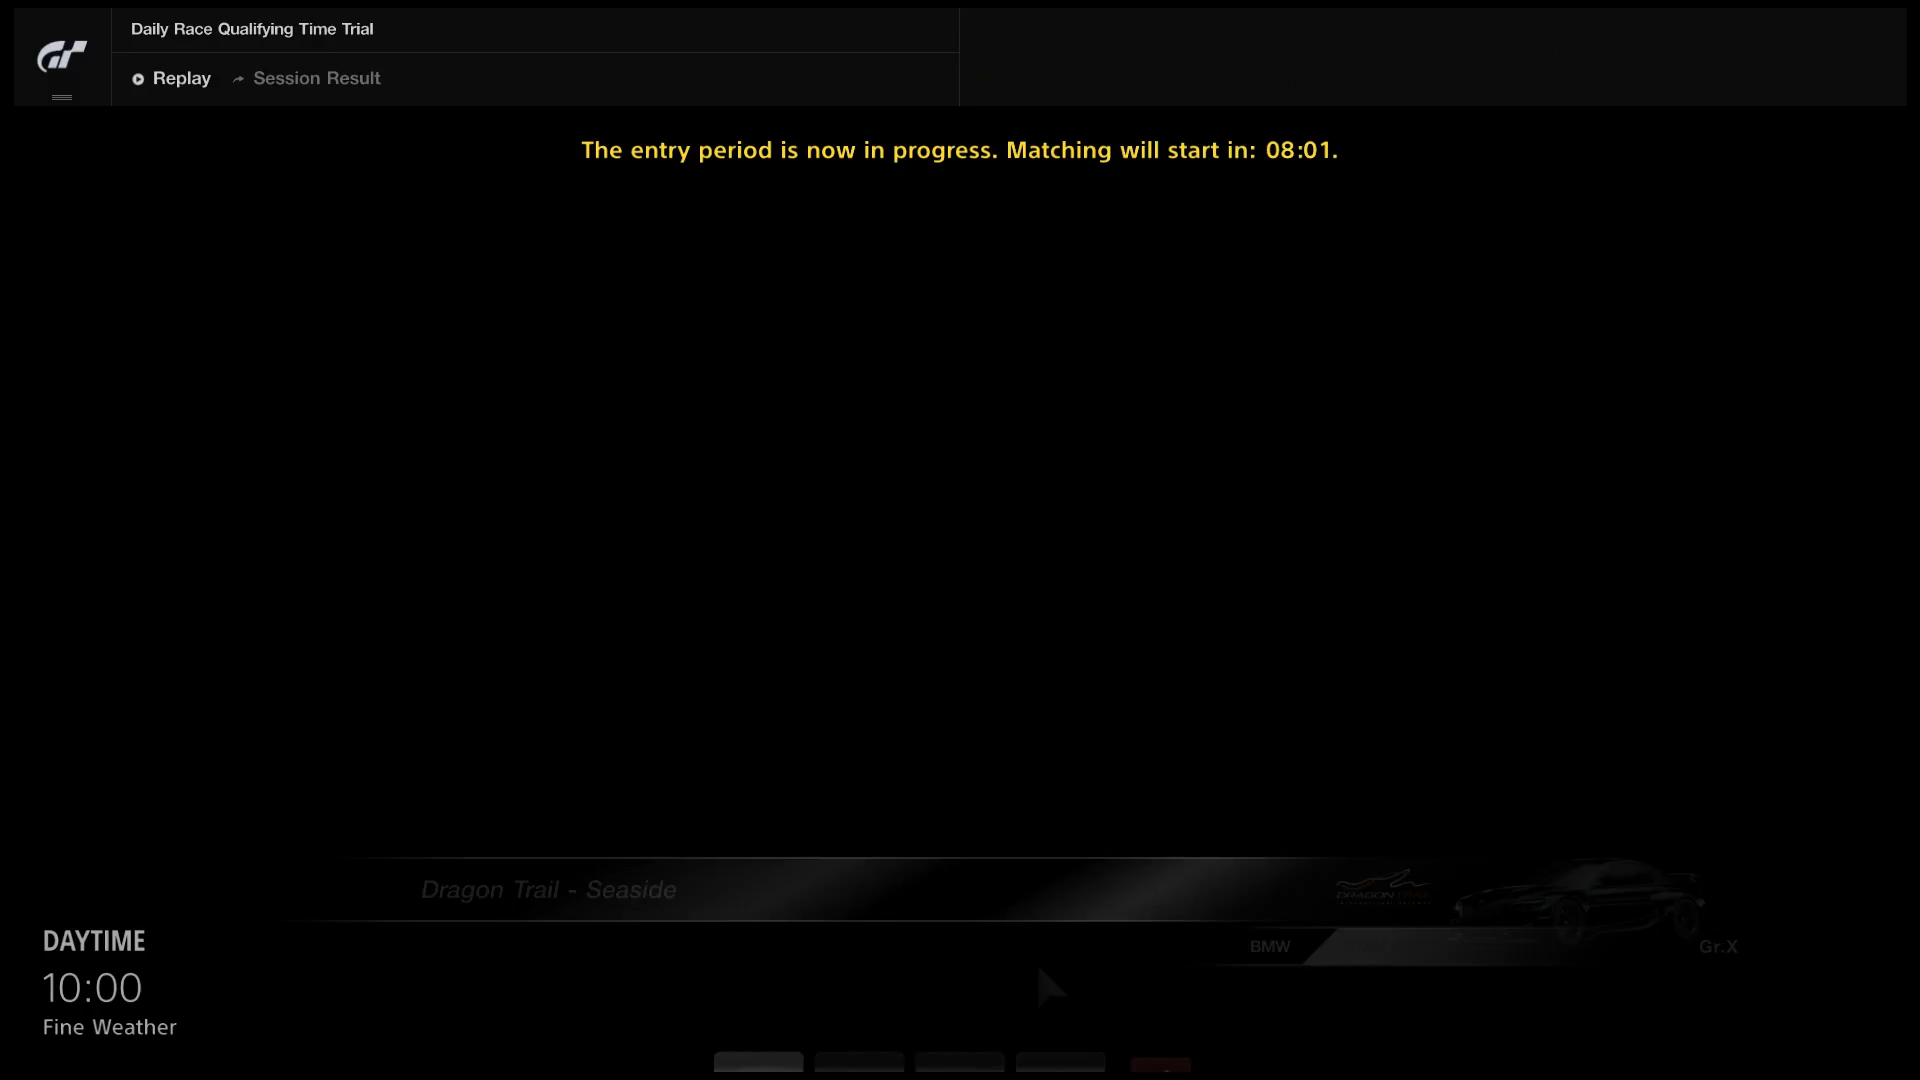 Daily Race Qualifying Time Trial
Replay
Session Result
The entry period is now in progress. Matching will start in: 08:01.
Dragon Trail - Seaside
BMW
Gr.X
DAYTIME
10:00
Fine Weather